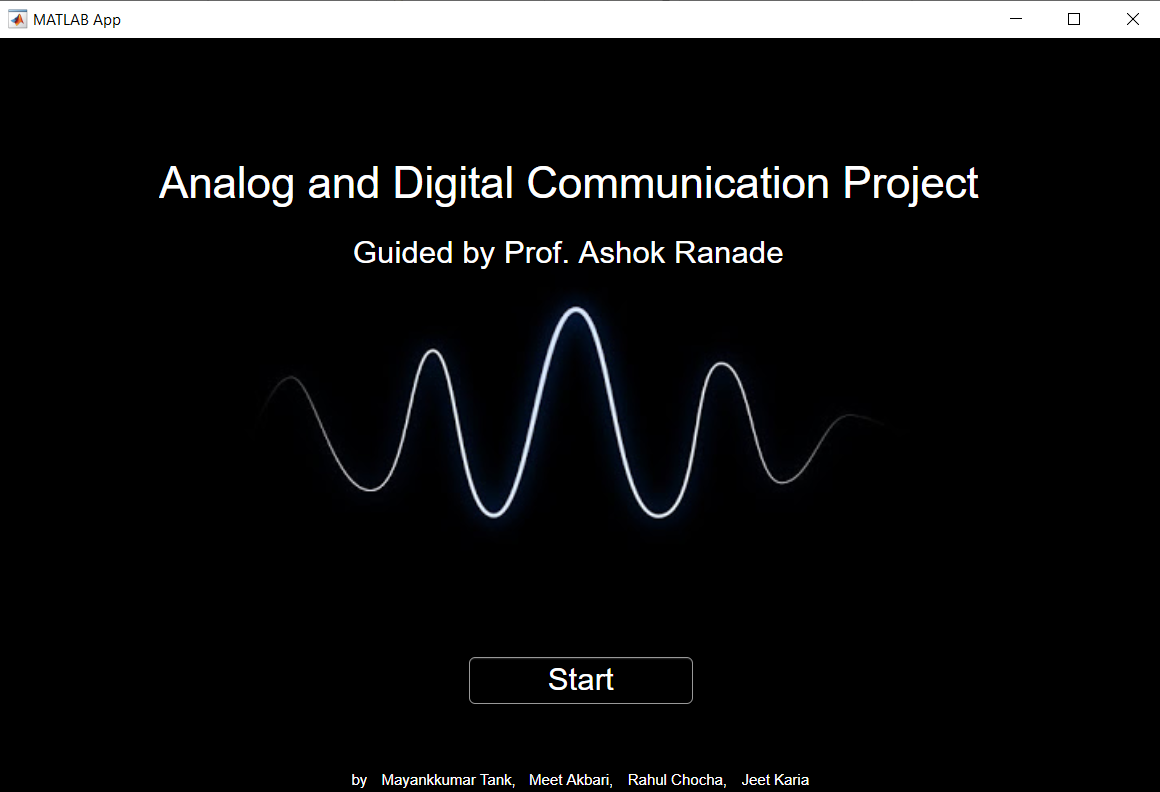 MATLAB App
Analog and Digital Communication Project
Guided by Prof. Ashok Ranade
Start
by Mayankkumar Tank, Meet Akbari, Rahul Chocha, Jeet Karia